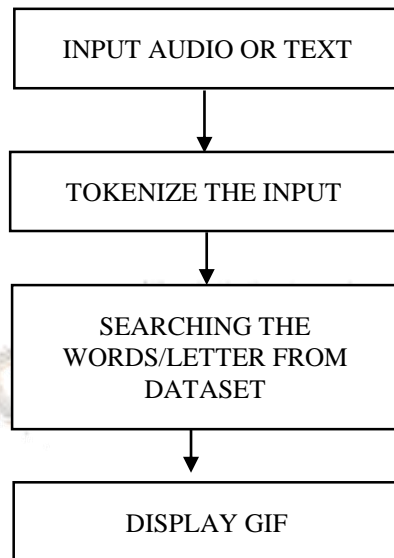 INPUT AUDIO OR TEXT
TOKENIZE THE INPUT
SEARCHING THE
WORDS/LETTER FROM
DATASET
DISPLAY GIF